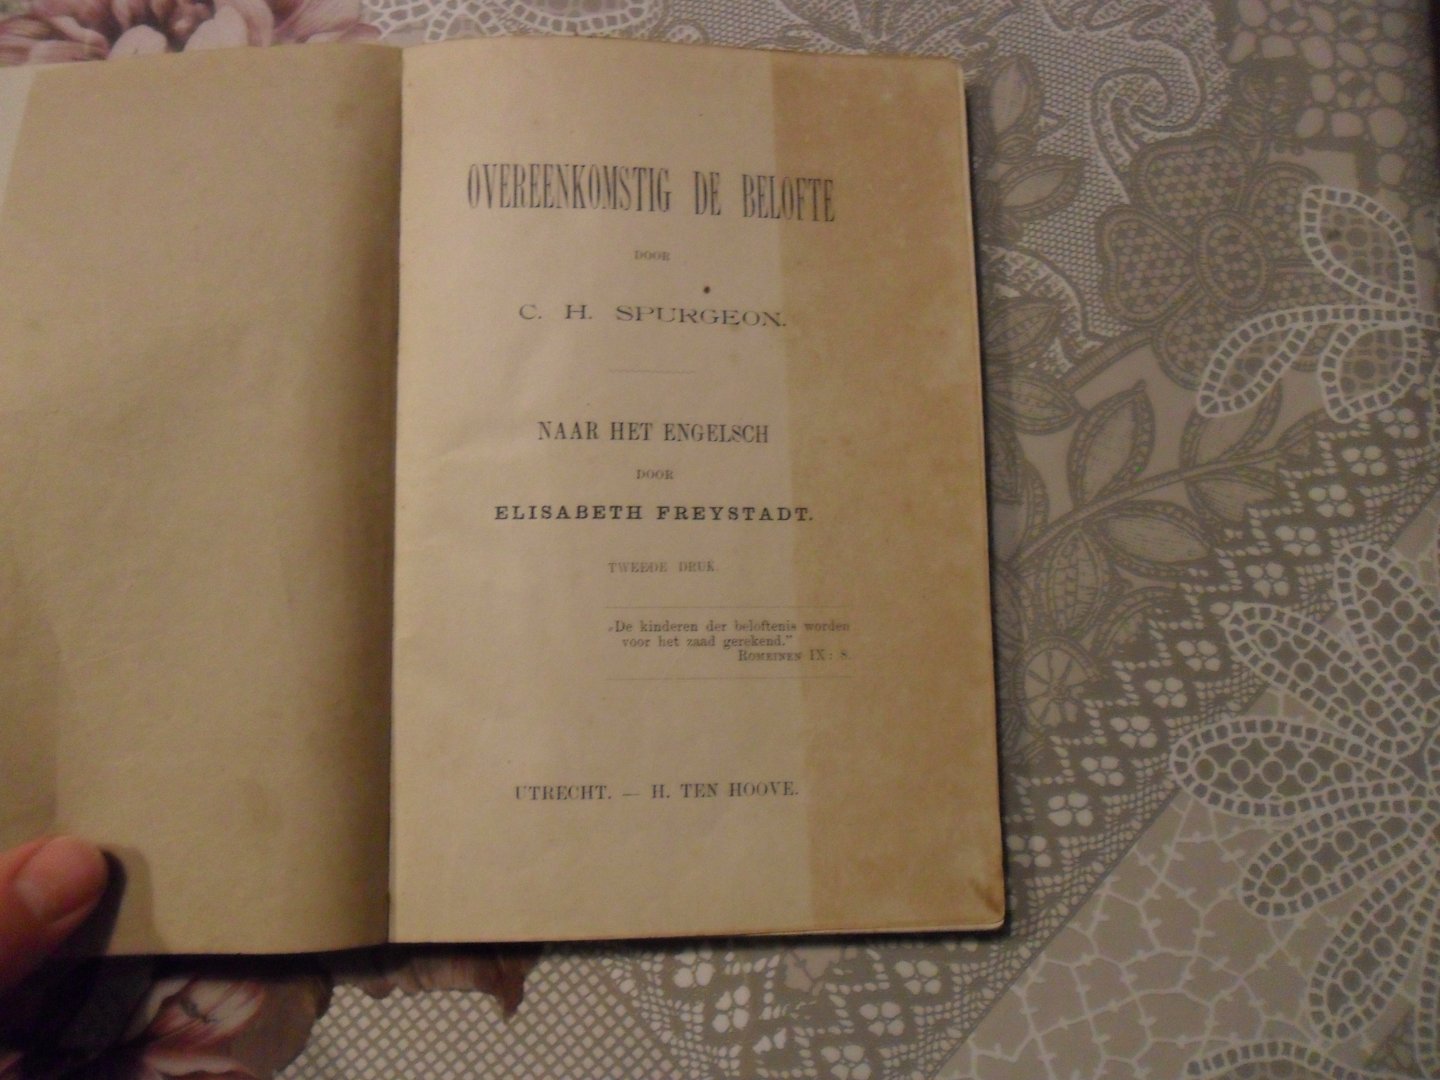 OVEREENKOMSTIG DE BELOFTE
DOOR
C. H. SPURGEON.
NAAR HET ENGELSCH
DOOR
ELISABETH FREYSTADT.
TWEEDE DRUK.
„De kinderen der beloftenis worden
voor het zaad gerekend.”
ROMEINEN IX : 8.
UTRECHT. — H. TEN HOOVE.